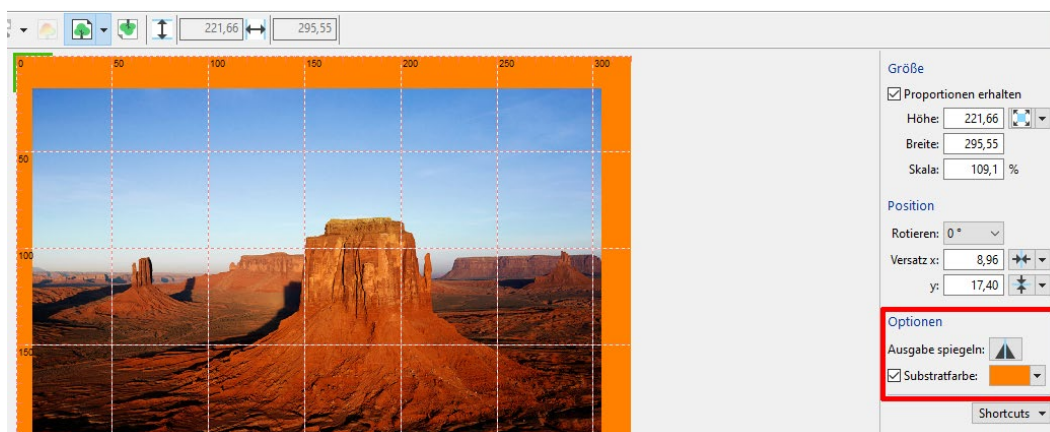 221,66 295,55
0 50 100 150 200 250 300
50
100
150
Größe
Proportionen erhalten
Höhe: 221,66
Breite: 295,55
Skala: 109,1 %
Position
Rotieren: 0 °
Versatz x: 8,96
y: 17,40
Optionen
Ausgabe spiegeln:
Substratfarbe:
Shortcuts